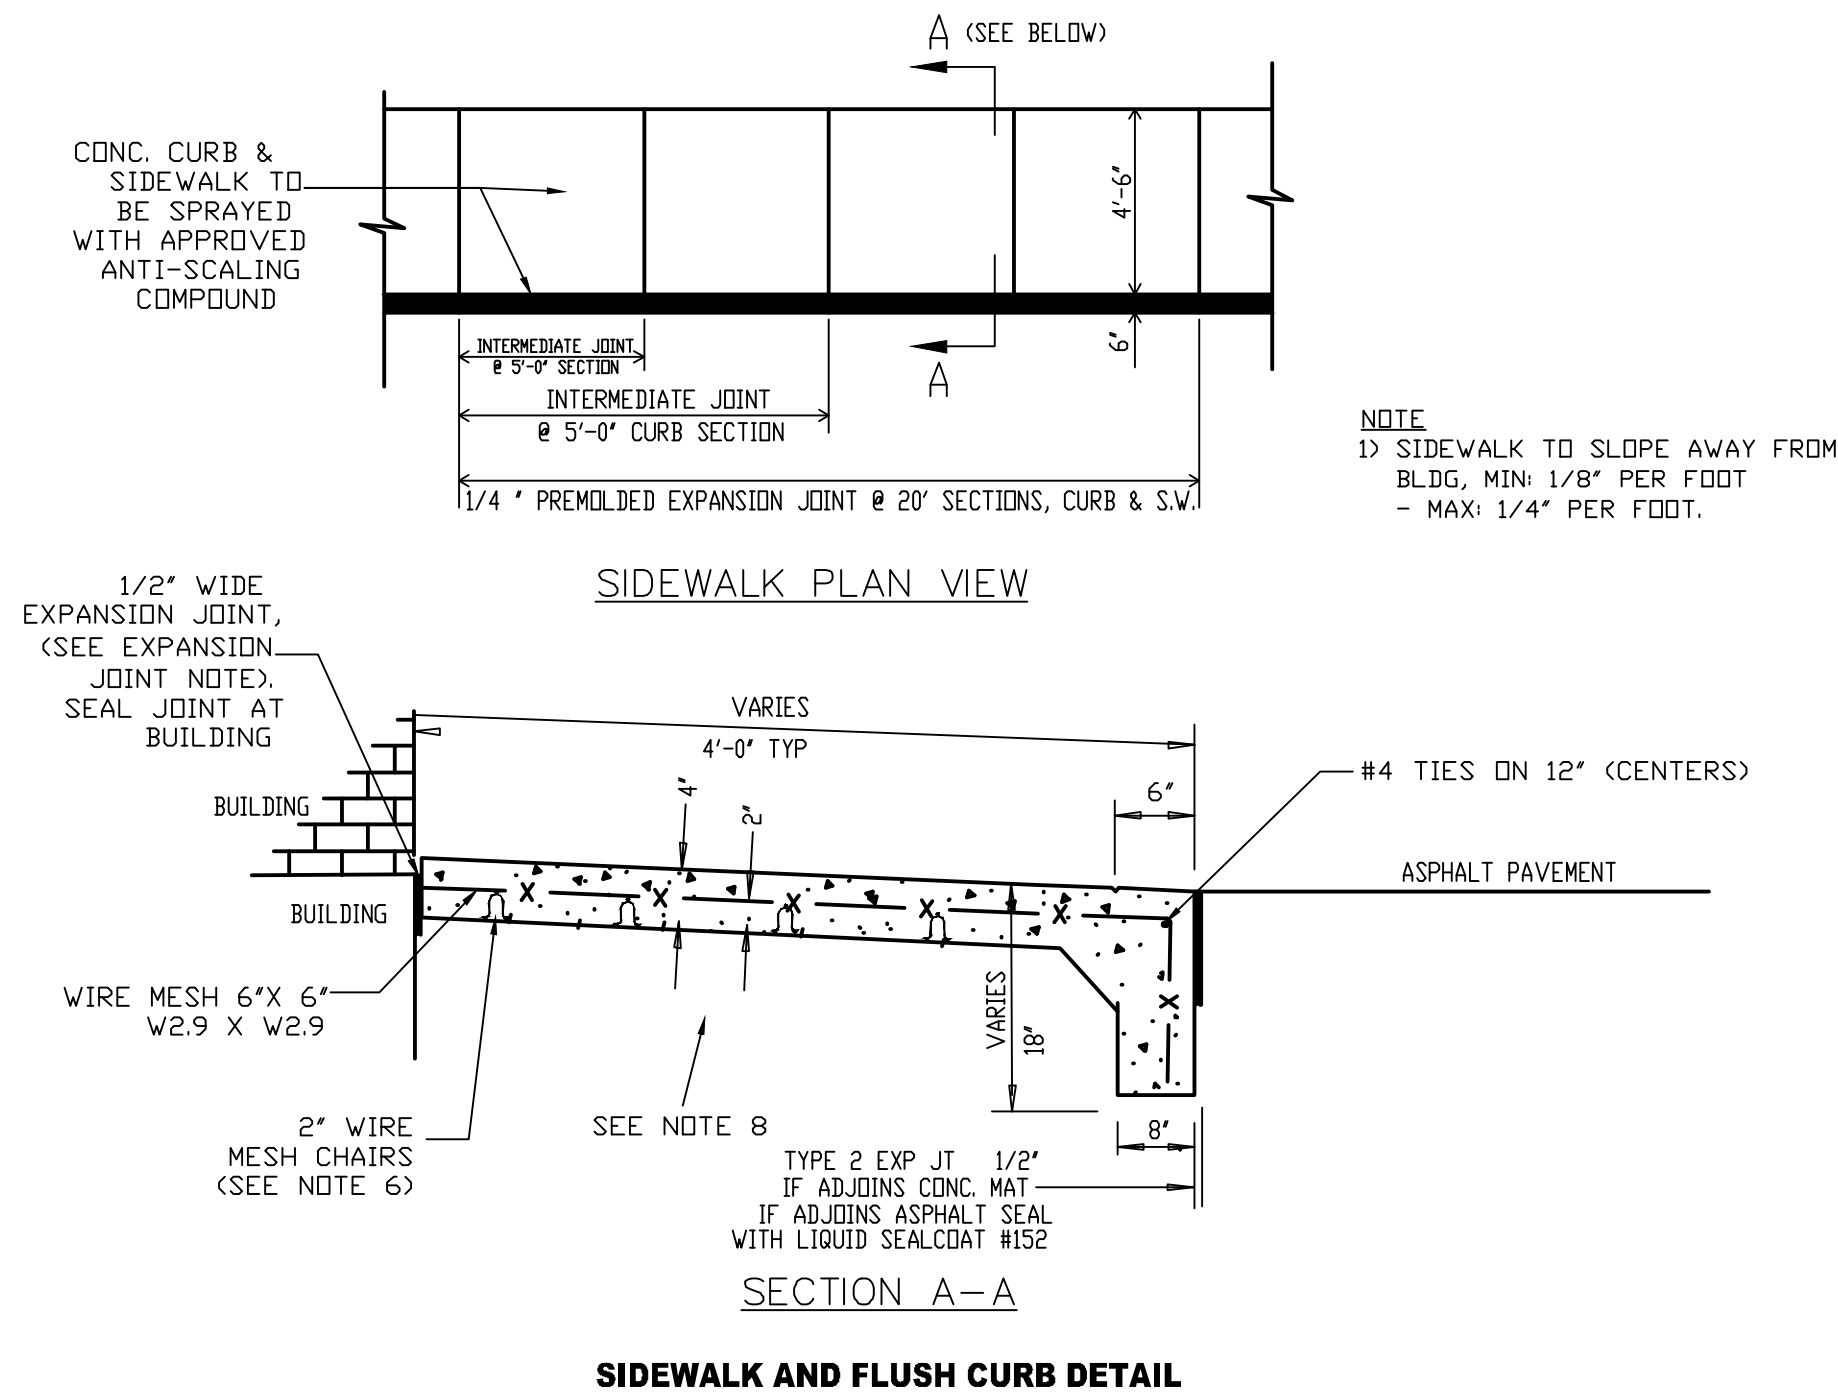 A (SEE BELOW)
CONC. CURB &
SIDEWALK TO
BE SPRAYED
WITH APPROVED
ANTI-SCALING
COMPOUND
4'-6"
6"
INTERMEDIATE JOINT
@ 5'-0" SECTION
A
INTERMEDIATE JOINT
@ 5'-0" CURB SECTION
1/4 " PREMOLDED EXPANSION JOINT @ 20' SECTIONS, CURB & S.W.
NOTE
1) SIDEWALK TO SLOPE AWAY FROM
BLDG, MIN: 1/8" PER FOOT
- MAX: 1/4" PER FOOT.
SIDEWALK PLAN VIEW
1/2" WIDE
EXPANSION JOINT,
(SEE EXPANSION
JOINT NOTE).
SEAL JOINT AT
BUILDING
VARIES
4'-0" TYP
#4 TIES ON 12" (CENTERS)
4"
2"
6"
BUILDING
ASPHALT PAVEMENT
BUILDING
WIRE MESH 6"X 6"
W2.9 X W2.9
VARIES
18"
2" WIRE
MESH CHAIRS
(SEE NOTE 6)
SEE NOTE 8
8"
TYPE 2 EXP JT 1/2"
IF ADJOINS CONC. MAT
IF ADJOINS ASPHALT SEAL
WITH LIQUID SEALCOAT #152
SECTION A-A
SIDEWALK AND FLUSH CURB DETAIL